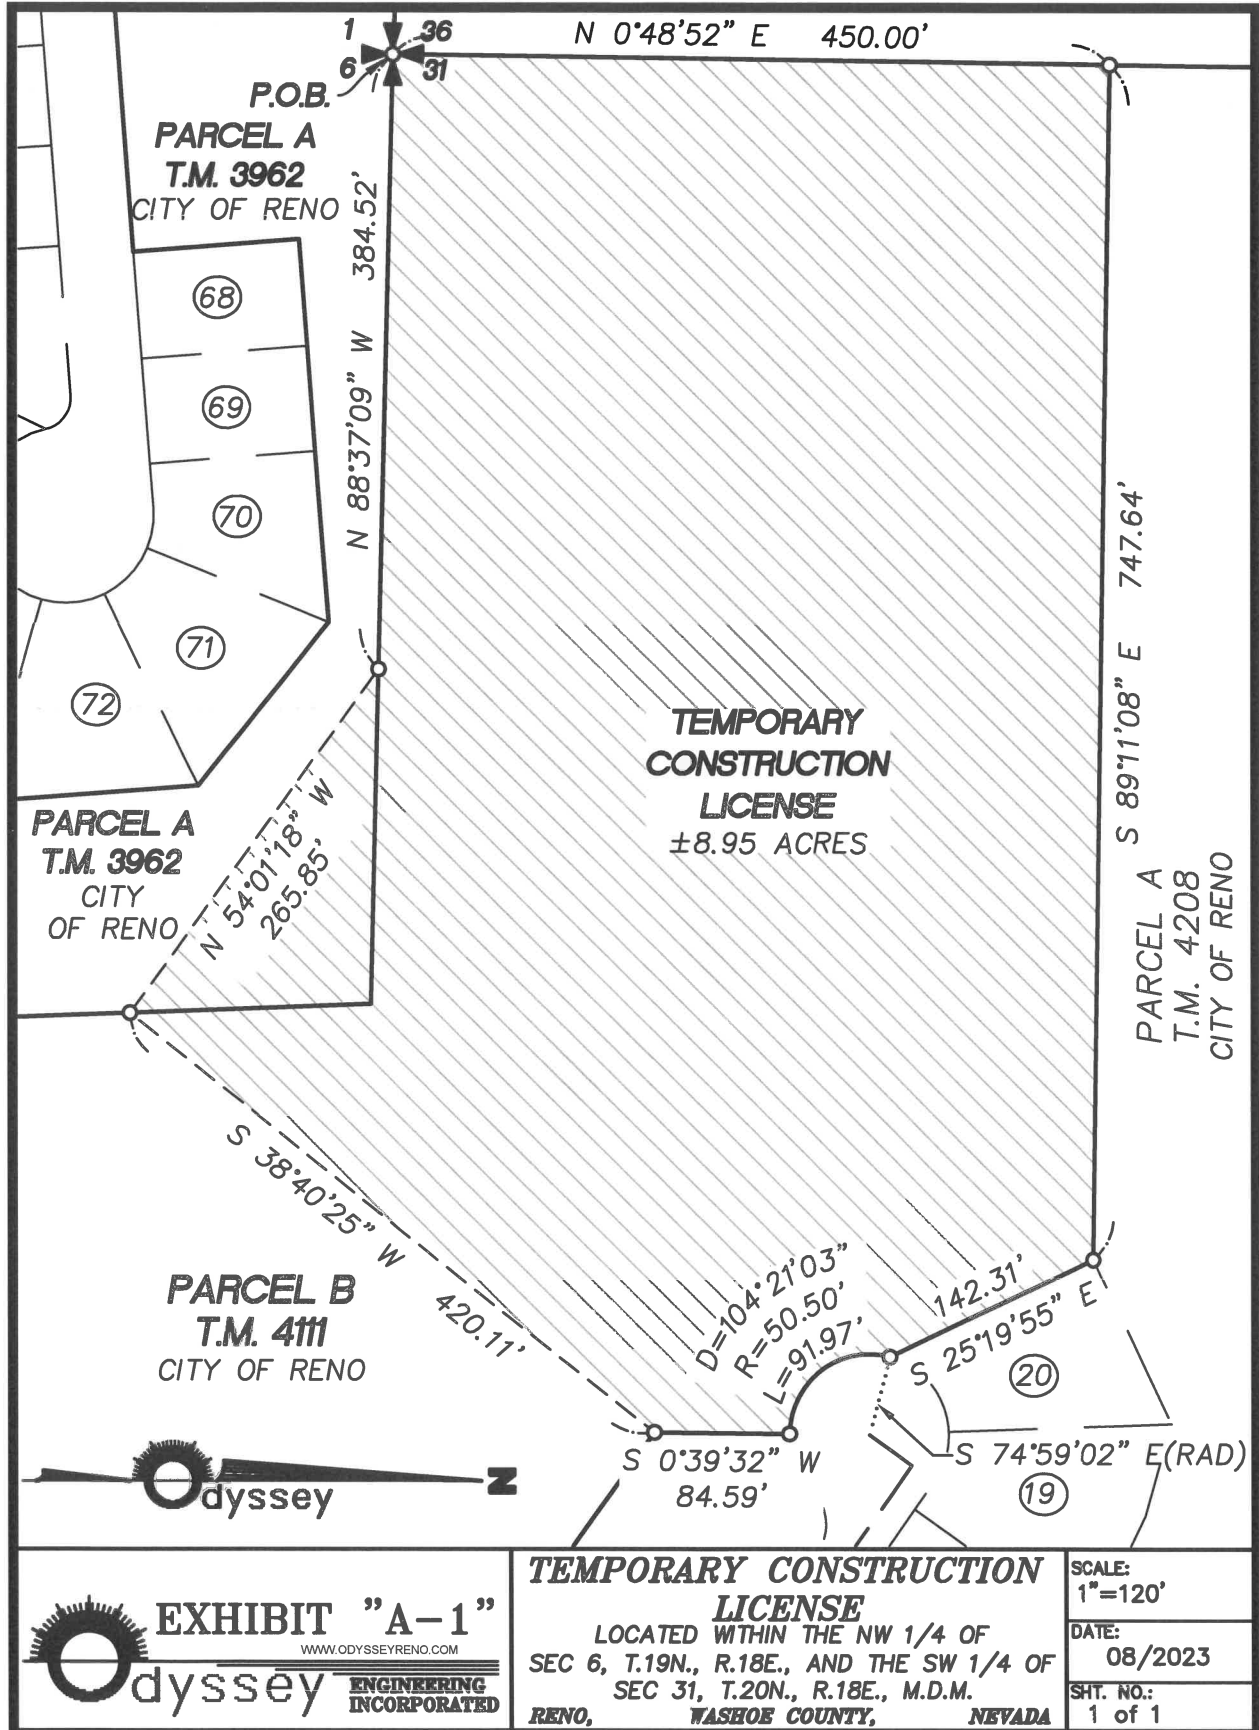 1 36
6 31
N 0°48'52" E 450.00'
P.O.B.
PARCEL A
T.M. 3962
CITY OF RENO
N 88°37'09" W 384.52'
68
69
70
71
72
S 89°11'08" E 747.64'
TEMPORARY
CONSTRUCTION
LICENSE
±8.95 ACRES
PARCEL A
T.M. 3962
CITY
OF RENO
N 54°01'18" W
265.85'
PARCEL A
T.M. 4208
CITY OF RENO
S 38°40'25" W 420.11'
PARCEL B
T.M. 4111
CITY OF RENO
D=104°21'03"
R=50.50'
L=91.97'
142.31'
S 25°19'55" E
20
S 0°39'32" W
84.59'
S 74°59'02" E(RAD)
19
Odyssey
N
EXHIBIT "A-1"
WWW.ODYSSEYRENO.COM
Odyssey
ENGINEERING
INCORPORATED
TEMPORARY CONSTRUCTION
LICENSE
LOCATED WITHIN THE NW 1/4 OF
SEC 6, T.19N., R.18E., AND THE SW 1/4 OF
SEC 31, T.20N., R.18E., M.D.M.
RENO, WASHOE COUNTY, NEVADA
SCALE:
1"=120'
DATE:
08/2023
SHT. NO.:
1 of 1